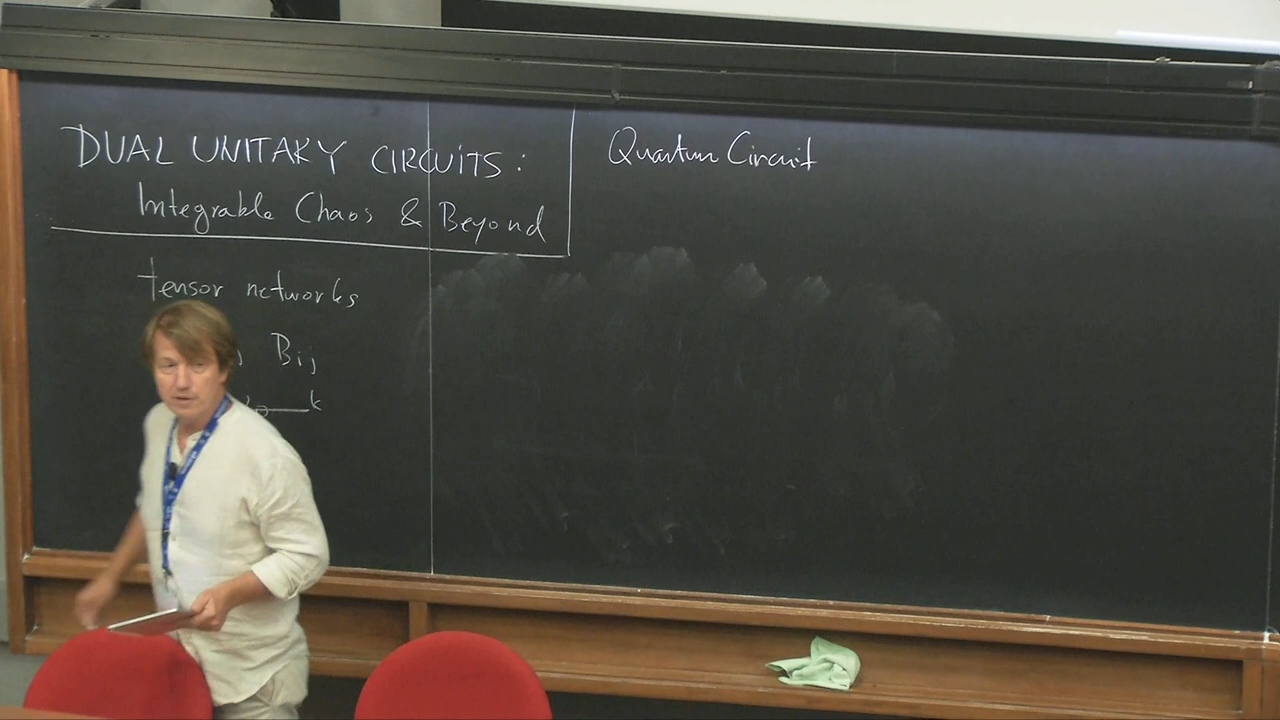 DUAL UNITARY CIRCUITS:
Integrable Chaos & Beyond
tensor networks
Bij
k
Quantum Circuit